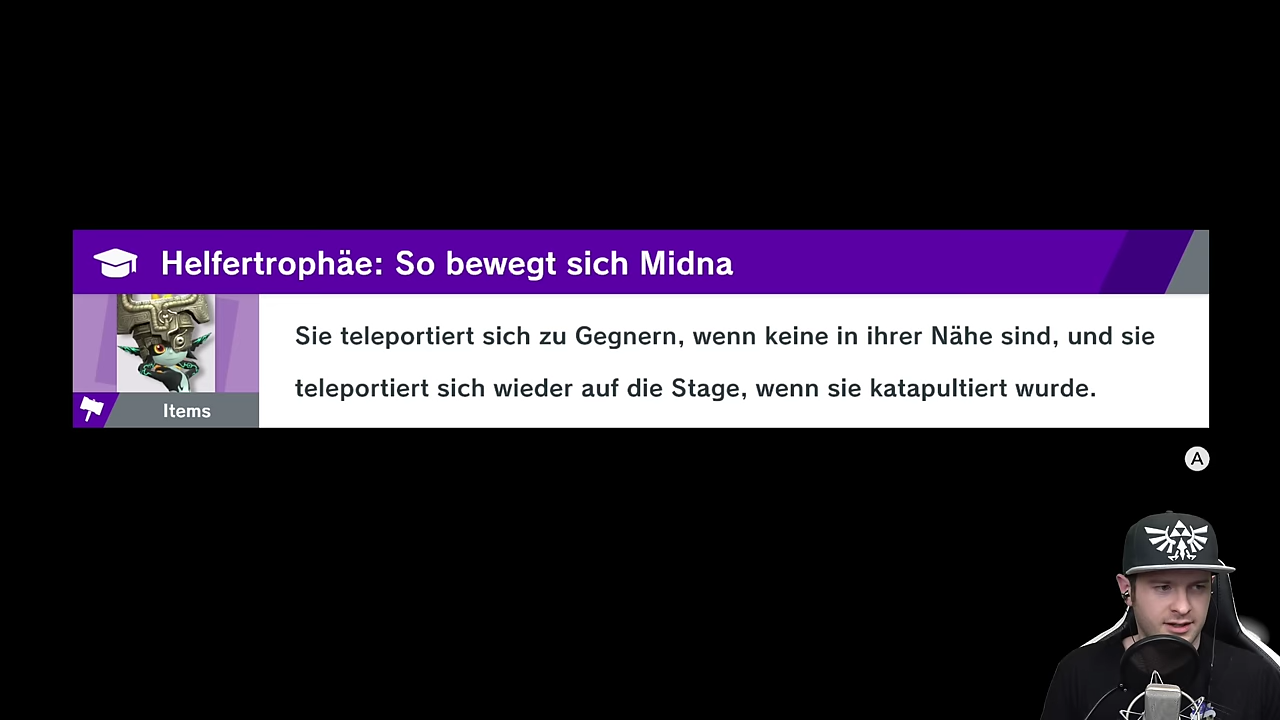 Helfertrophäe: So bewegt sich Midna
Sie teleportiert sich zu Gegnern, wenn keine in ihrer Nähe sind, und sie
teleportiert sich wieder auf die Stage, wenn sie katapultiert wurde.
Items
A